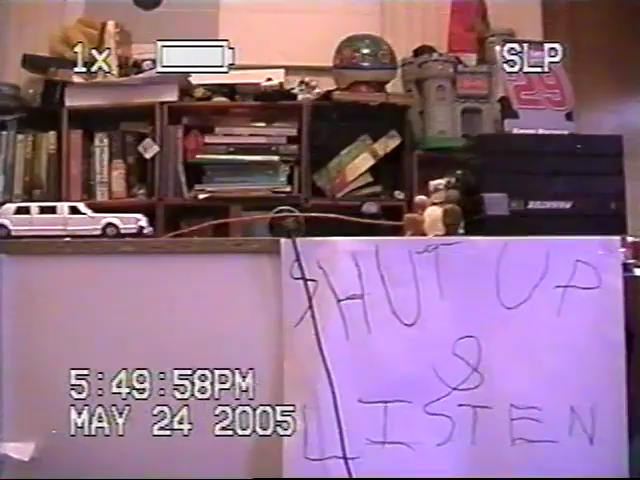 1x SLP
29
SHUT UP
&
LISTEN
5:49:58PM
MAY 24 2005